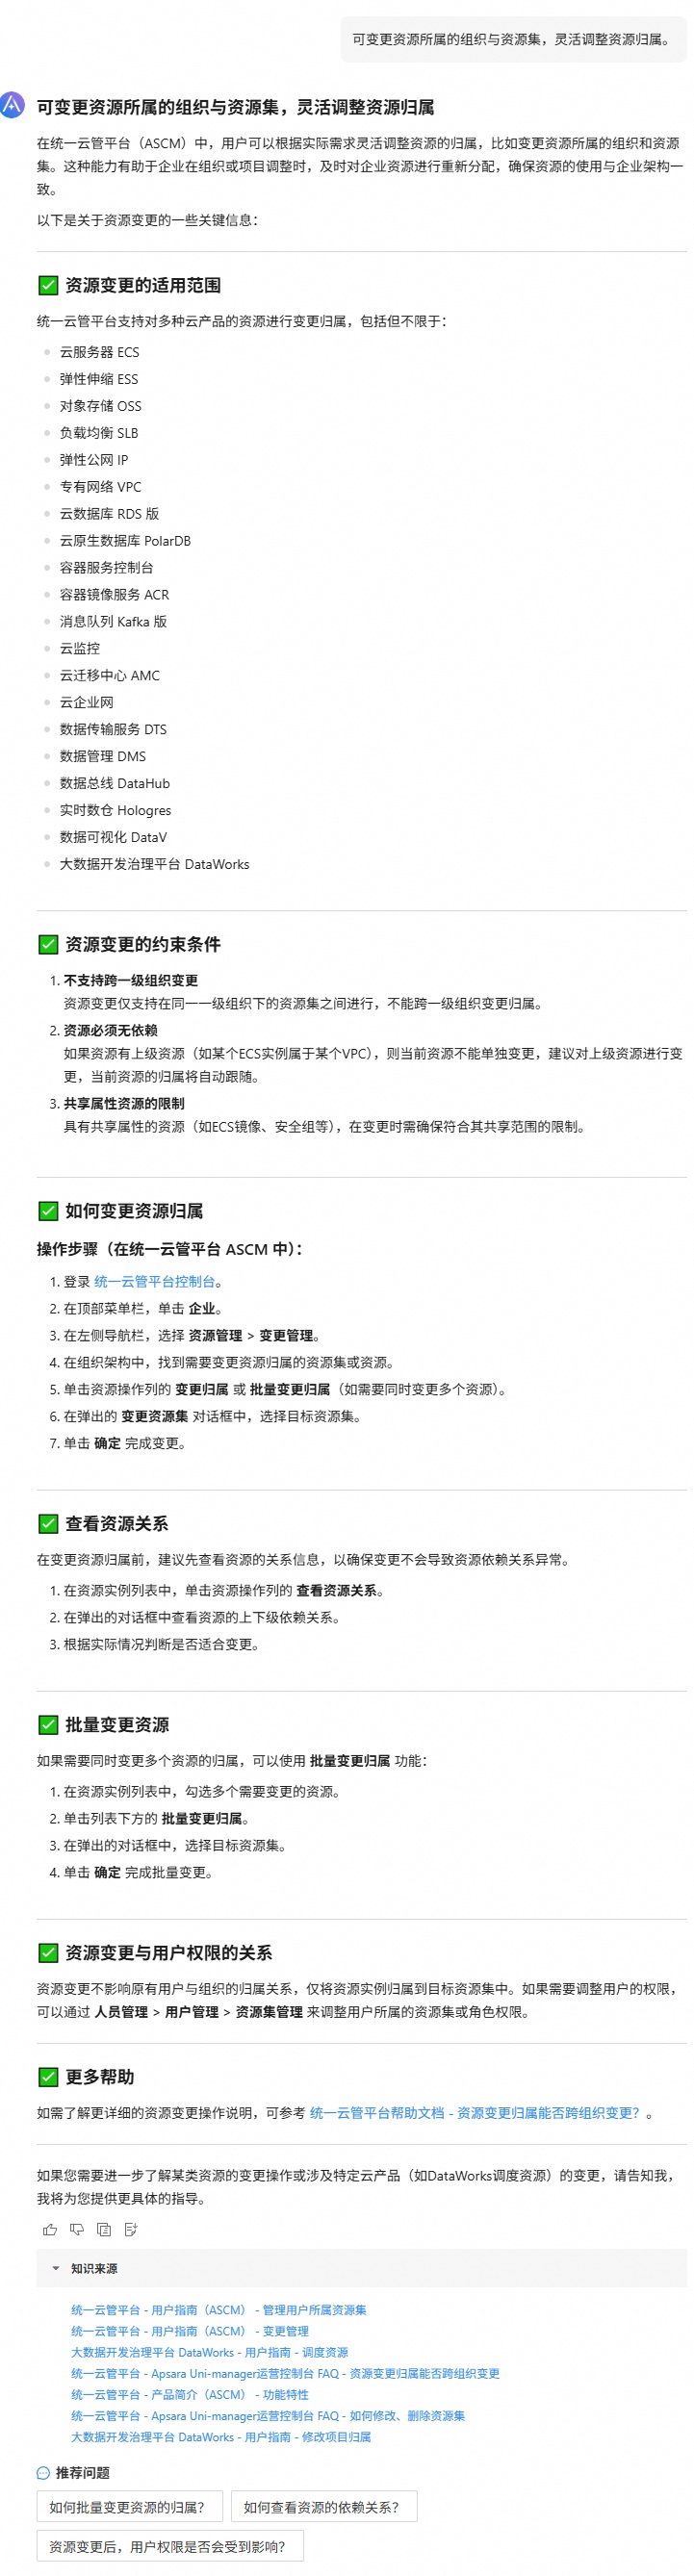 可变更资源所属的组织与资源集，灵活调整资源归属。
可变更资源所属的组织与资源集，灵活调整资源归属
在统一云管平台（ASCM）中，用户可以根据实际需求灵活调整资源的归属，比如变更资源所属的组织和资源
集。这种能力有助于企业在组织或项目调整时，及时对企业资源进行重新分配，确保资源的使用与企业架构一
致。
以下是关于资源变更的一些关键信息：
✅ 资源变更的适用范围
统一云管平台支持对多种云产品的资源进行变更归属，包括但不限于：
云服务器 ECS
弹性伸缩 ESS
对象存储 OSS
负载均衡 SLB
弹性公网 IP
专有网络 VPC
云数据库 RDS 版
云原生数据库 PolarDB
容器服务控制台
容器镜像服务 ACR
消息队列 Kafka 版
云监控
云迁移中心 AMC
云企业网
数据传输服务 DTS
数据管理 DMS
数据总线 DataHub
实时数仓 Hologres
数据可视化 DataV
大数据开发治理平台 DataWorks
✅ 资源变更的约束条件
1. 不支持跨一级组织变更
资源变更仅支持在同一一级组织下的资源集之间进行，不能跨一级组织变更归属。
2. 资源必须无依赖
如果资源有上级资源（如某个ECS实例属于某个VPC），则当前资源不能单独变更，建议对上级资源进行变
更，当前资源的归属将自动跟随。
3. 共享属性资源的限制
具有共享属性的资源（如ECS镜像、安全组等），在变更时需确保符合其共享范围的限制。
✅ 如何变更资源归属
操作步骤（在统一云管平台 ASCM 中）：
1. 登录 统一云管平台控制台。
2. 在顶部菜单栏，单击 企业。
3. 在左侧导航栏，选择 资源管理 > 变更管理。
4. 在组织架构中，找到需要变更资源归属的资源集或资源。
5. 单击资源操作列的 变更归属 或 批量变更归属（如需要同时变更多个资源）。
6. 在弹出的 变更资源集 对话框中，选择目标资源集。
7. 单击 确定 完成变更。
✅ 查看资源关系
在变更资源归属前，建议先查看资源的关系信息，以确保变更不会导致资源依赖关系异常。
1. 在资源实例列表中，单击资源操作列的 查看资源关系。
2. 在弹出的对话框中查看资源的上下级依赖关系。
3. 根据实际情况判断是否适合变更。
✅ 批量变更资源
如果需要同时变更多个资源的归属，可以使用 批量变更归属 功能：
1. 在资源实例列表中，勾选多个需要变更的资源。
2. 单击列表下方的 批量变更归属。
3. 在弹出的对话框中，选择目标资源集。
4. 单击 确定 完成批量变更。
✅ 资源变更与用户权限的关系
资源变更不影响原有用户与组织的归属关系，仅将资源实例归属到目标资源集中。如果需要调整用户的权限，
可以通过 人员管理 > 用户管理 > 资源集管理 来调整用户所属的资源集或角色权限。
✅ 更多帮助
如需了解更详细的资源变更操作说明，可参考 统一云管平台帮助文档 - 资源变更归属能否跨组织变更？。
如果您需要进一步了解某类资源的变更操作或涉及特定云产品（如DataWorks调度资源）的变更，请告知我，
我将为您提供更具体的指导。
知识来源
统一云管平台 - 用户指南（ASCM） - 管理用户所属资源集
统一云管平台 - 用户指南（ASCM） - 变更管理
大数据开发治理平台 DataWorks - 用户指南 - 调度资源
统一云管平台 - Apsara Uni-manager运营控制台 FAQ - 资源变更归属能否跨组织变更
统一云管平台 - 产品简介（ASCM） - 功能特性
统一云管平台 - Apsara Uni-manager运营控制台 FAQ - 如何修改、删除资源集
大数据开发治理平台 DataWorks - 用户指南 - 修改项目归属
推荐问题
如何批量变更资源的归属？
如何查看资源的依赖关系？
资源变更后，用户权限是否会受到影响？